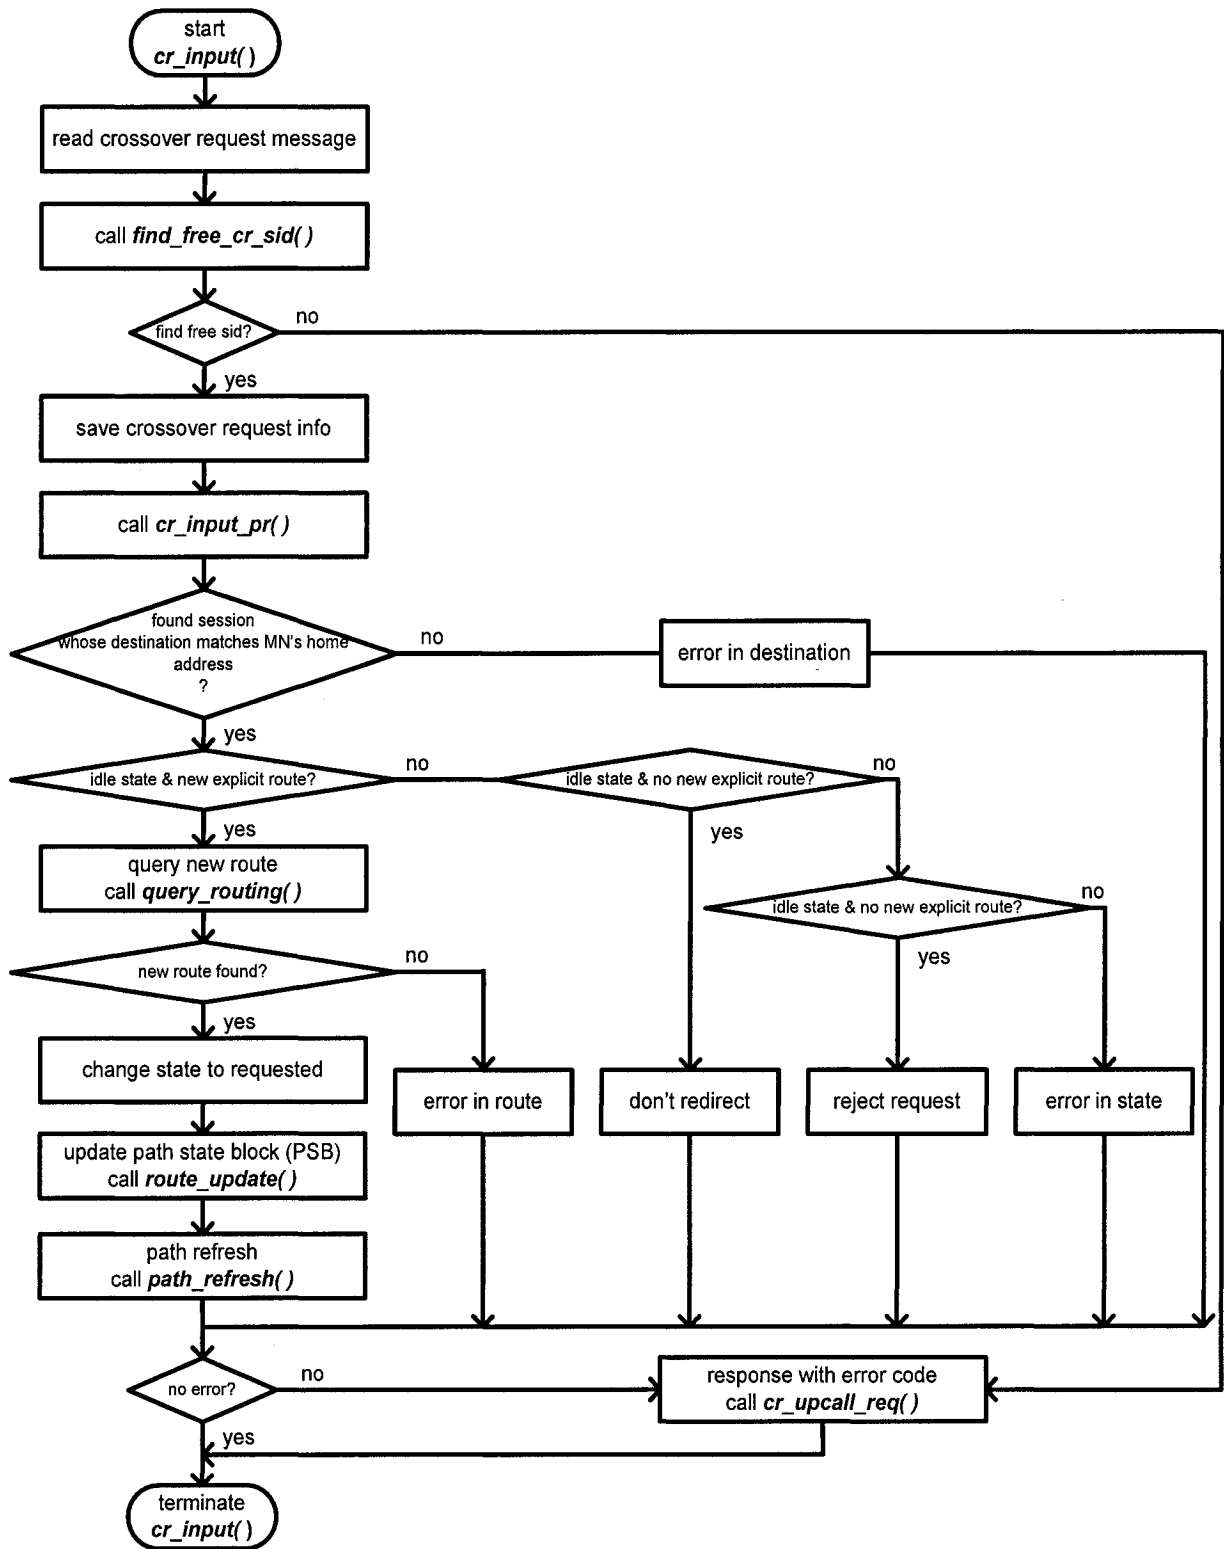 start
cr_input( )
read crossover request message
call find_free_cr_sid( )
find free sid?
no
yes
save crossover request info
call cr_input_pr( )
found session
whose destination matches MN's home
address
?
no
error in destination
yes
idle state & new explicit route?
no
idle state & no new explicit route?
no
yes
yes
query new route
call query_routing( )
idle state & no new explicit route?
no
yes
new route found?
no
yes
change state to requested
error in route
don't redirect
reject request
error in state
update path state block (PSB)
call route_update( )
path refresh
call path_refresh( )
no error?
no
response with error code
call cr_upcall_req( )
yes
terminate
cr_input( )